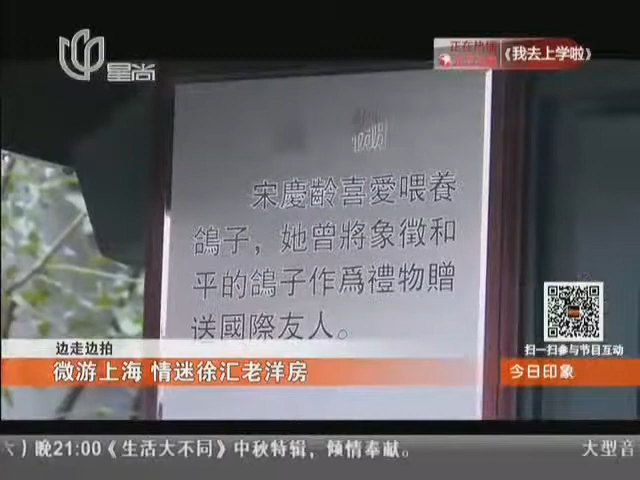 星尚
正在热播
《我去上学啦》
宋慶齡喜愛喂養
鴿子，她曾將象徵和
平的鴿子作爲禮物贈
送國際友人。
边走边拍
微游上海 情迷徐汇老洋房
扫一扫参与节目互动
今日印象
六）晚21:00《生活大不同》中秋特辑，倾情奉献。
大型音